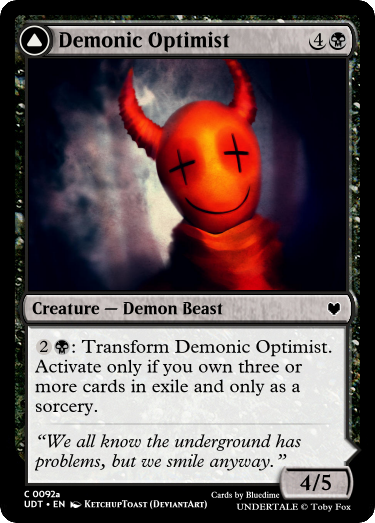 Demonic Optimist 4
2 : Transform Demonic Optimist.
Activate only if you own three or
more cards in exile and only as a
sorcery.
“We all know the underground has
problems, but we smile anyway.”
Creature — Demon Beast
4/5
C 0092a
UDT • EN KETCHUPTOAST (DEVIANTART)
Cards by Bluedime
UNDERTALE © Toby Fox